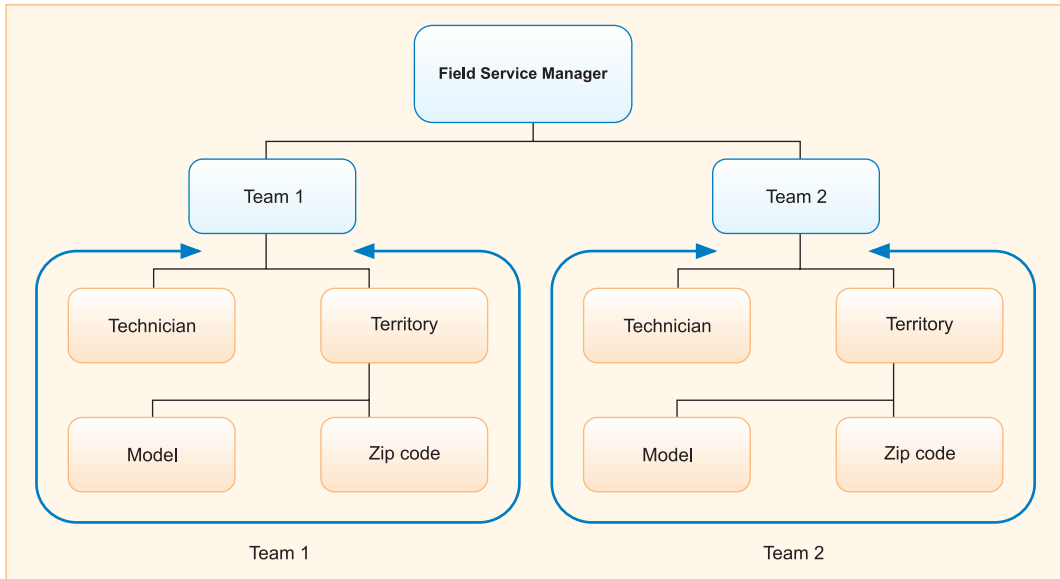 Field Service Manager
Team 1
Team 2
Technician
Territory
Technician
Territory
Model
Zip code
Model
Zip code
Team 1
Team 2